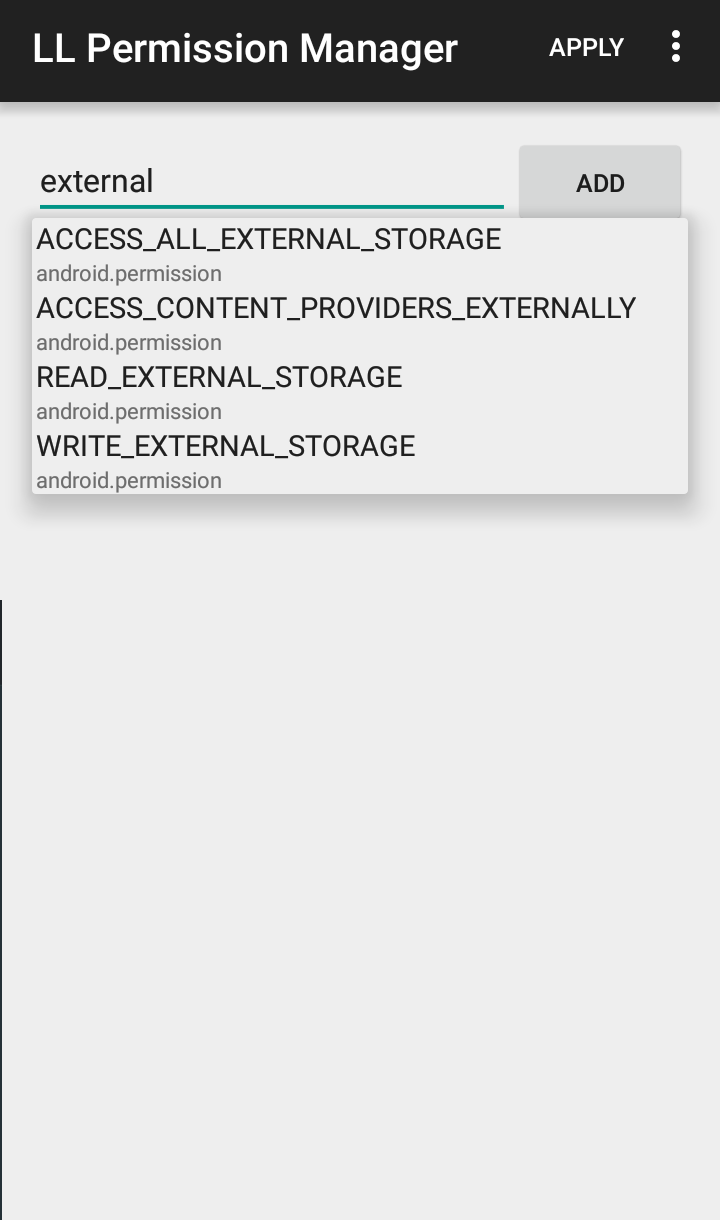 LL Permission Manager APPLY
external ADD
ACCESS_ALL_EXTERNAL_STORAGE
android.permission
ACCESS_CONTENT_PROVIDERS_EXTERNALLY
android.permission
READ_EXTERNAL_STORAGE
android.permission
WRITE_EXTERNAL_STORAGE
android.permission